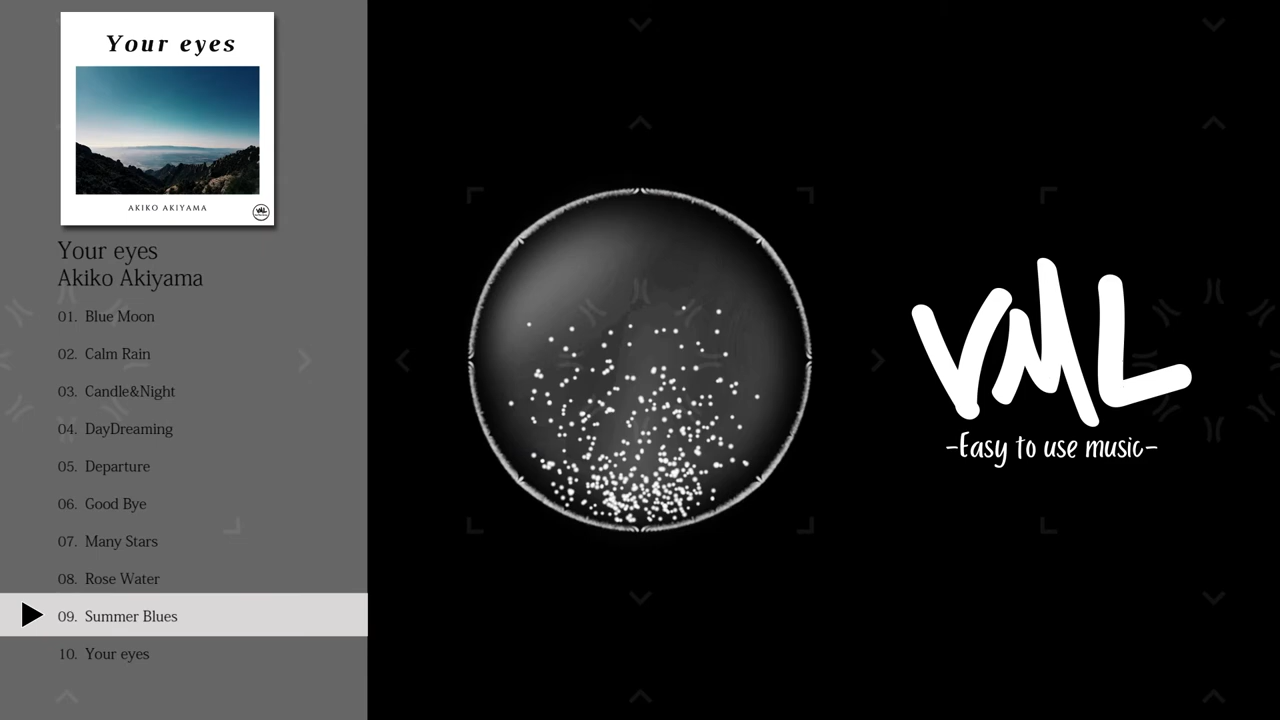 Your eyes
AKIKO AKIYAMA
VML
Your eyes
Akiko Akiyama
01. Blue Moon
02. Calm Rain
03. Candle&Night
04. DayDreaming
05. Departure
06. Good Bye
07. Many Stars
08. Rose Water
09. Summer Blues
10. Your eyes
VML
-Easy to use music-